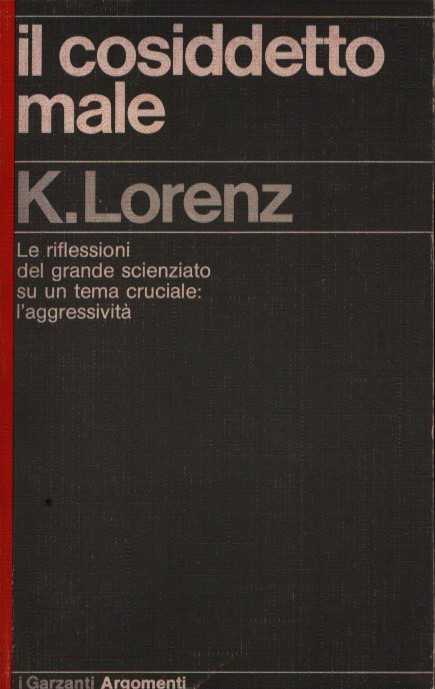 il cosiddetto
male
K.Lorenz
Le riflessioni
del grande scienziato
su un tema cruciale:
l'aggressività
i Garzanti Argomenti